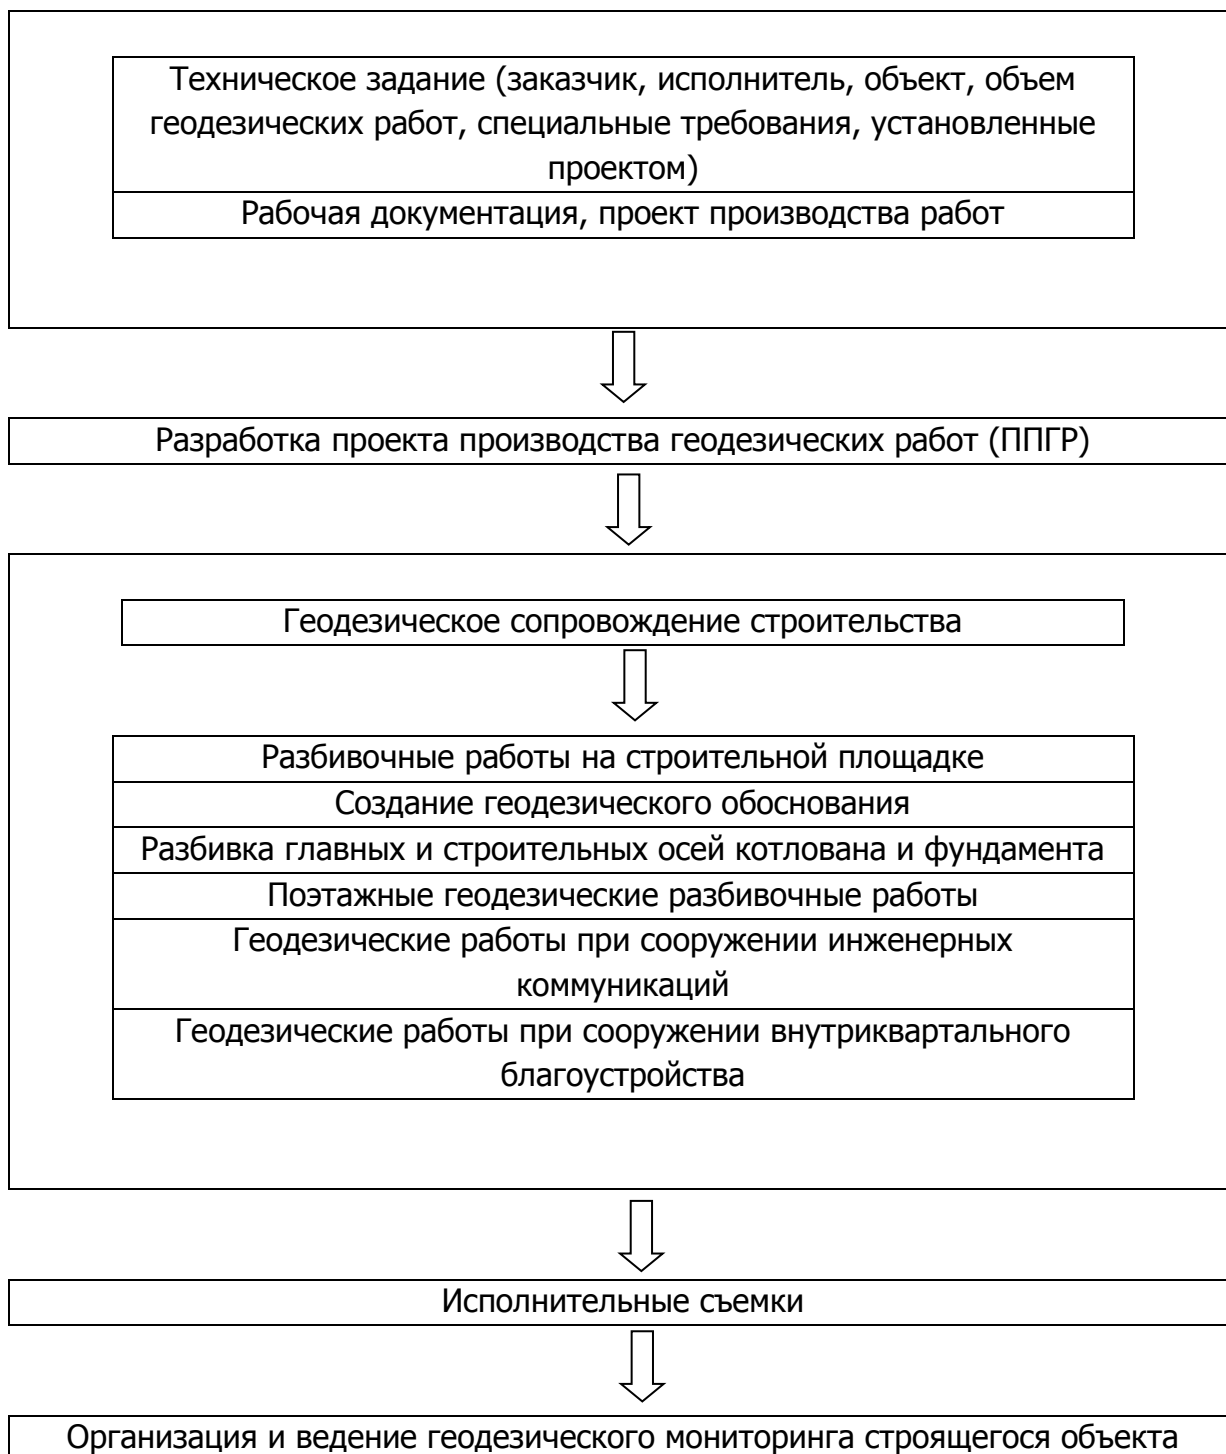 Техническое задание (заказчик, исполнитель, объект, объем
геодезических работ, специальные требования, установленные
проектом)
Рабочая документация, проект производства работ
Разработка проекта производства геодезических работ (ППГР)
Геодезическое сопровождение строительства
Разбивочные работы на строительной площадке
Создание геодезического обоснования
Разбивка главных и строительных осей котлована и фундамента
Поэтажные геодезические разбивочные работы
Геодезические работы при сооружении инженерных
коммуникаций
Геодезические работы при сооружении внутриквартального
благоустройства
Исполнительные съемки
Организация и ведение геодезического мониторинга строящегося объекта